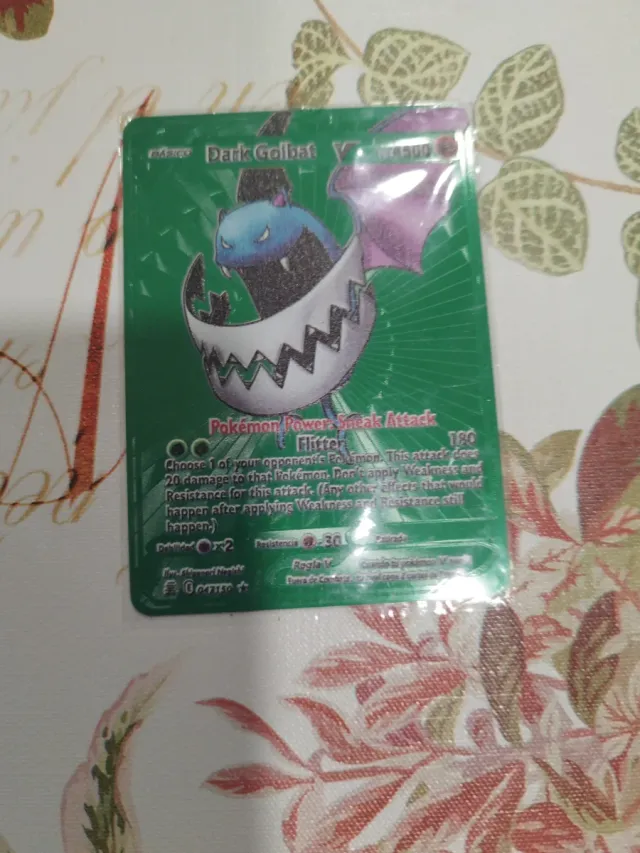 BÁSICO Dark Golbat V
Pokémon Power: Sneak Attack
Flitter 180
Choose 1 of your opponent's Pokémon. This attack does
20 damage to that Pokémon. Don't apply Weakness and
Resistance for this attack. (Any other effects that would
happen after applying Weakness and Resistance still
happen.)
Debilidad x2 Resistencia -30
Regla V